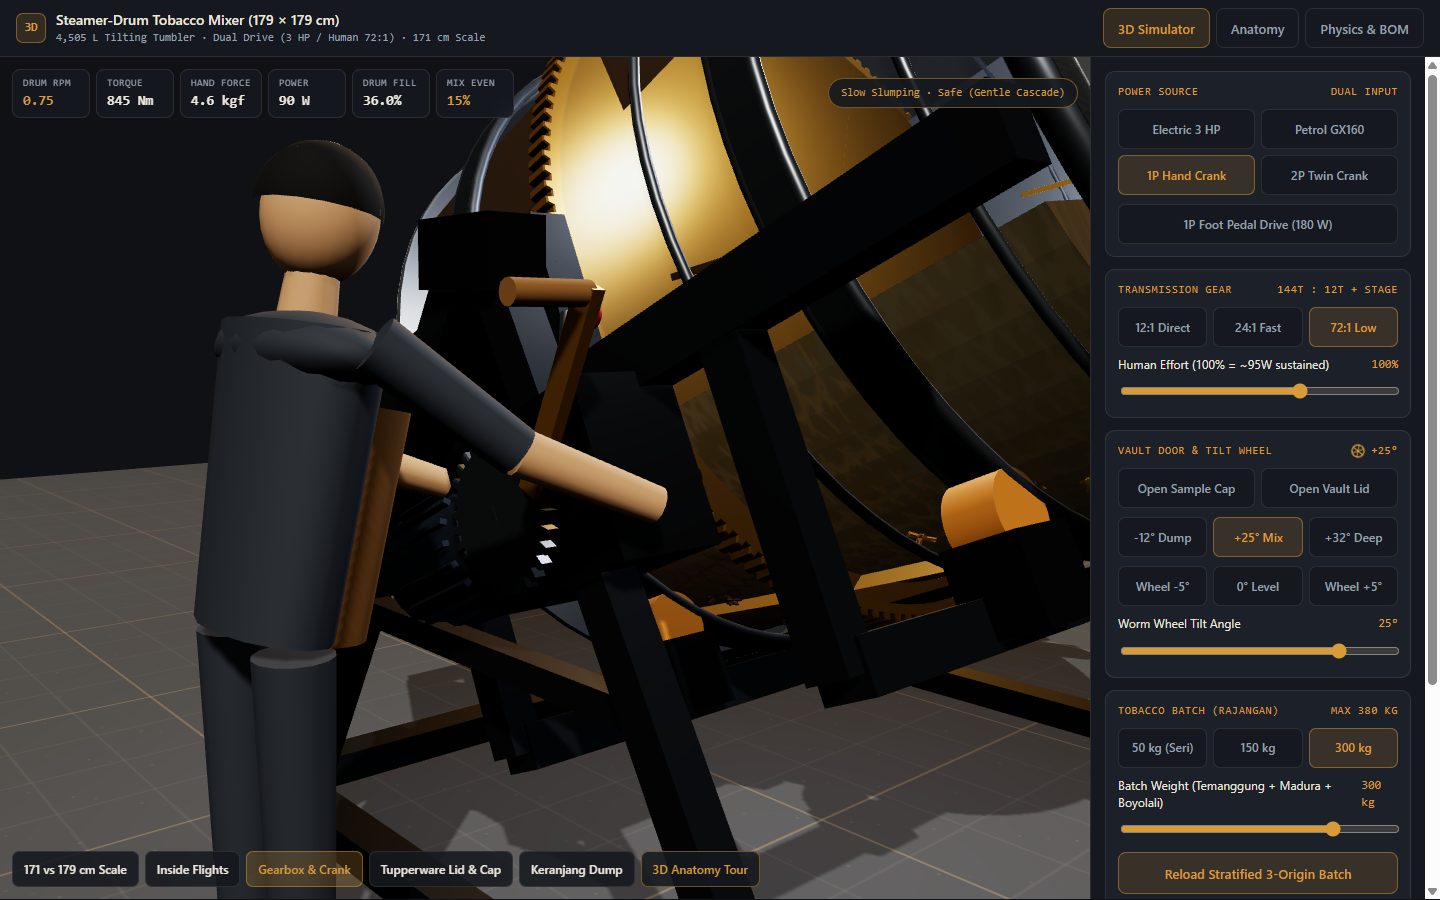 3D
Steamer-Drum Tobacco Mixer (179 × 179 cm)
4,505 L Tilting Tumbler · Dual Drive (3 HP / Human 72:1) · 171 cm Scale
3D Simulator
Anatomy
Physics & BOM
DRUM RPM
0.75
TORQUE
845 Nm
HAND FORCE
4.6 kgf
POWER
90 W
DRUM FILL
36.0%
MIX EVEN
15%
Slow Slumping · Safe (Gentle Cascade)
POWER SOURCE
DUAL INPUT
Electric 3 HP
Petrol GX160
1P Hand Crank
2P Twin Crank
1P Foot Pedal Drive (180 W)
TRANSMISSION GEAR
144T : 12T + STAGE
12:1 Direct
24:1 Fast
72:1 Low
Human Effort (100% = ~95W sustained)
100%
VAULT DOOR & TILT WHEEL
+25°
Open Sample Cap
Open Vault Lid
-12° Dump
+25° Mix
+32° Deep
Wheel -5°
0° Level
Wheel +5°
Worm Wheel Tilt Angle
25°
TOBACCO BATCH (RAJANGAN)
MAX 380 KG
50 kg (Seri)
150 kg
300 kg
Batch Weight (Temanggung + Madura +
Boyolali)
300
kg
Reload Stratified 3-Origin Batch
171 vs 179 cm Scale
Inside Flights
Gearbox & Crank
Tupperware Lid & Cap
Keranjang Dump
3D Anatomy Tour